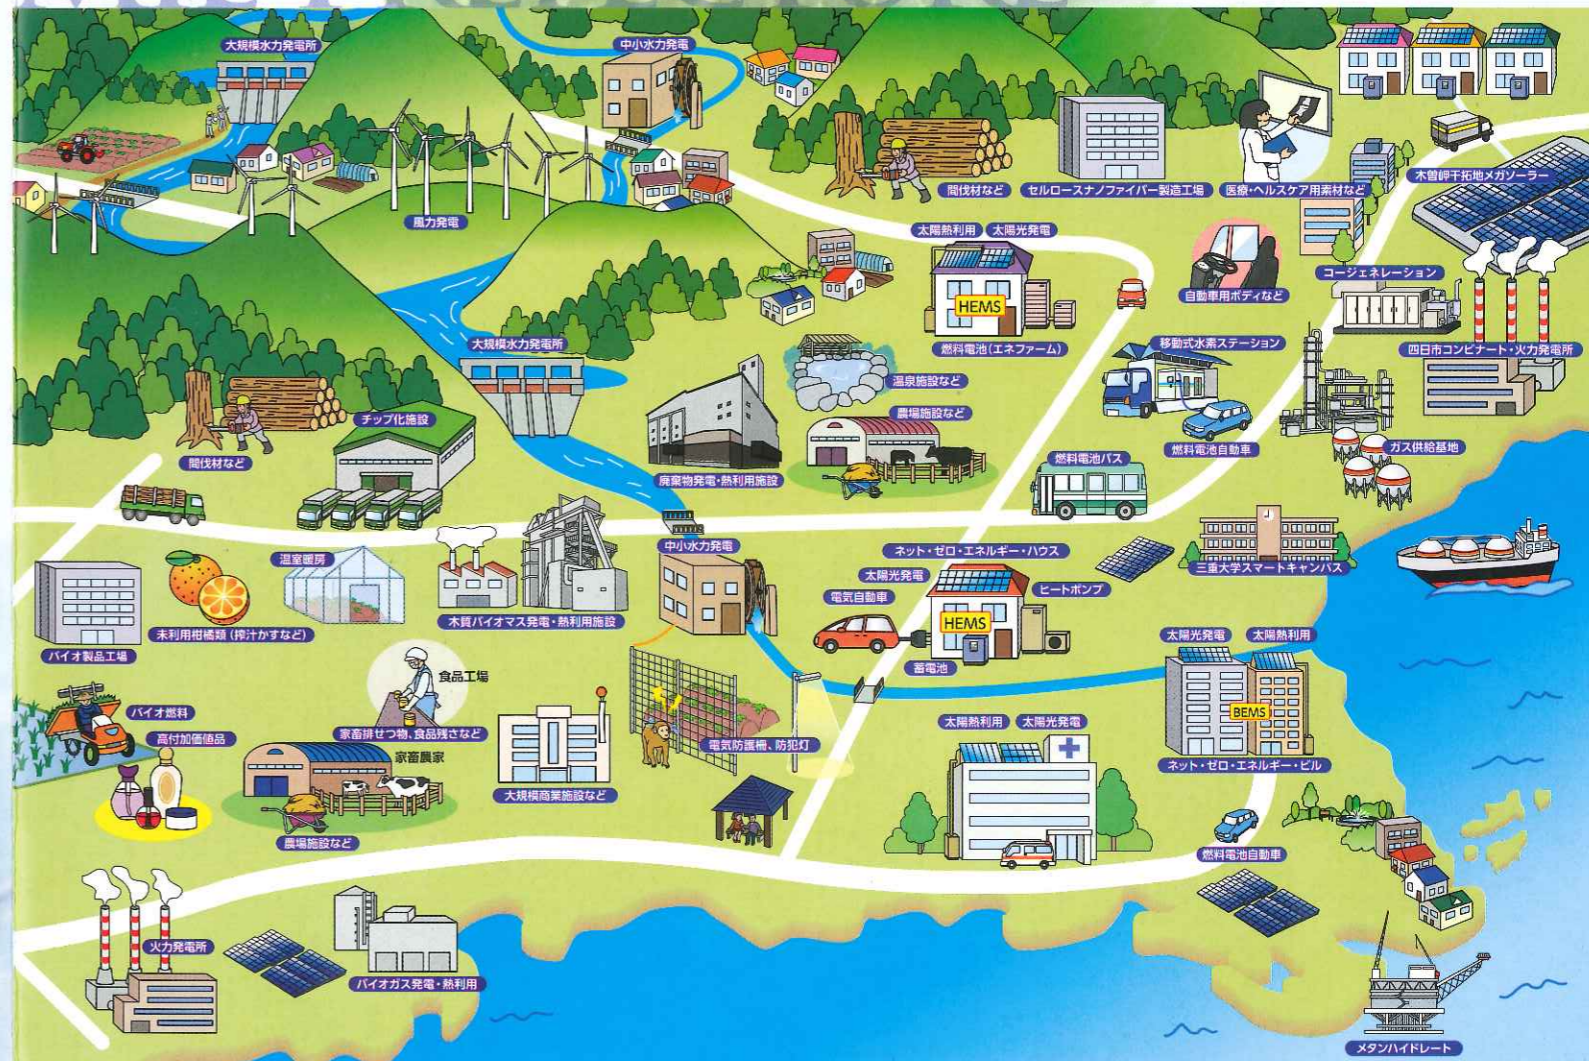 大規模水力発電所
中小水力発電
風力発電
間伐材など
セルロースナノファイバー製造工場
医療・ヘルスケア用素材など
木曽岬干拓地メガソーラー
太陽熱利用
太陽光発電
HEMS
燃料電池(エネファーム)
自動車用ボディなど
コージェネレーション
四日市コンビナート・火力発電所
大規模水力発電所
温泉施設など
移動式水素ステーション
燃料電池自動車
ガス供給基地
間伐材など
チップ化施設
廃棄物発電・熱利用施設
農場施設など
燃料電池バス
バイオ製品工場
未利用柑橘類(搾汁かすなど)
温室暖房
木質バイオマス発電・熱利用施設
中小水力発電
ネット・ゼロ・エネルギー・ハウス
太陽光発電
電気自動車
HEMS
ヒートポンプ
蓄電池
三重大学スマートキャンパス
太陽光発電
太陽熱利用
BEMS
ネット・ゼロ・エネルギー・ビル
バイオ燃料
高付加価値品
食品工場
家畜排せつ物、食品残さなど
家畜農家
農場施設など
大規模商業施設など
電気防護柵、防犯灯
太陽熱利用
太陽光発電
燃料電池自動車
火力発電所
バイオガス発電・熱利用
メタンハイドレート